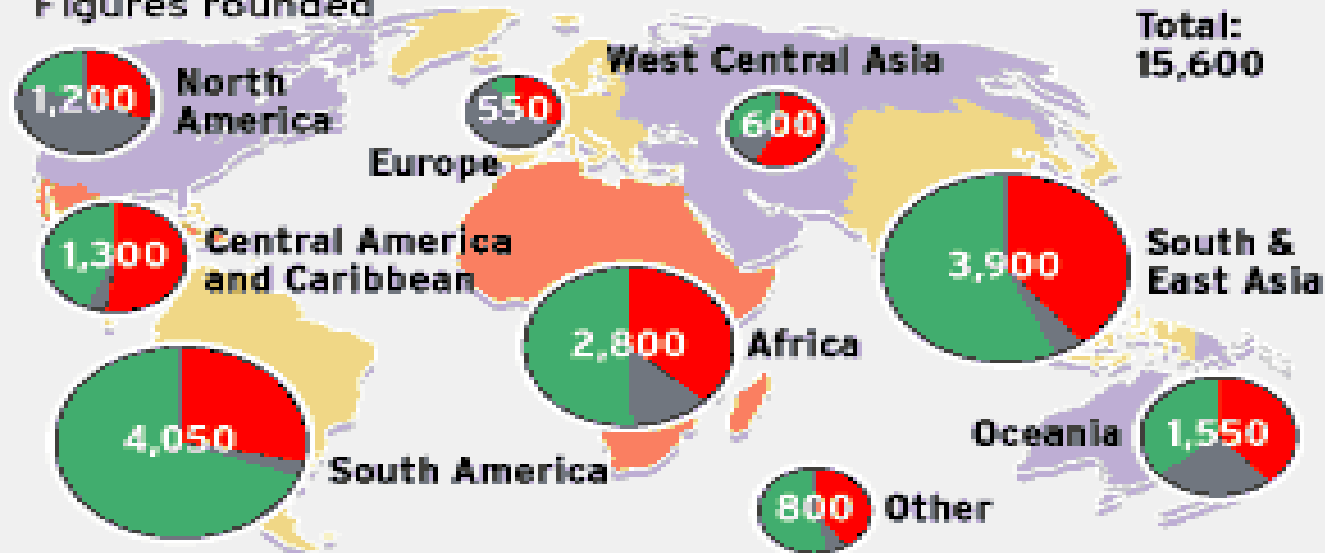 Figures rounded
Total:
15,600
1,200
North
America
550
Europe
West Central Asia
600
1,300
Central America
and Caribbean
2,800
Africa
3,900
South &
East Asia
4,050
South America
Oceania
1,550
800
Other